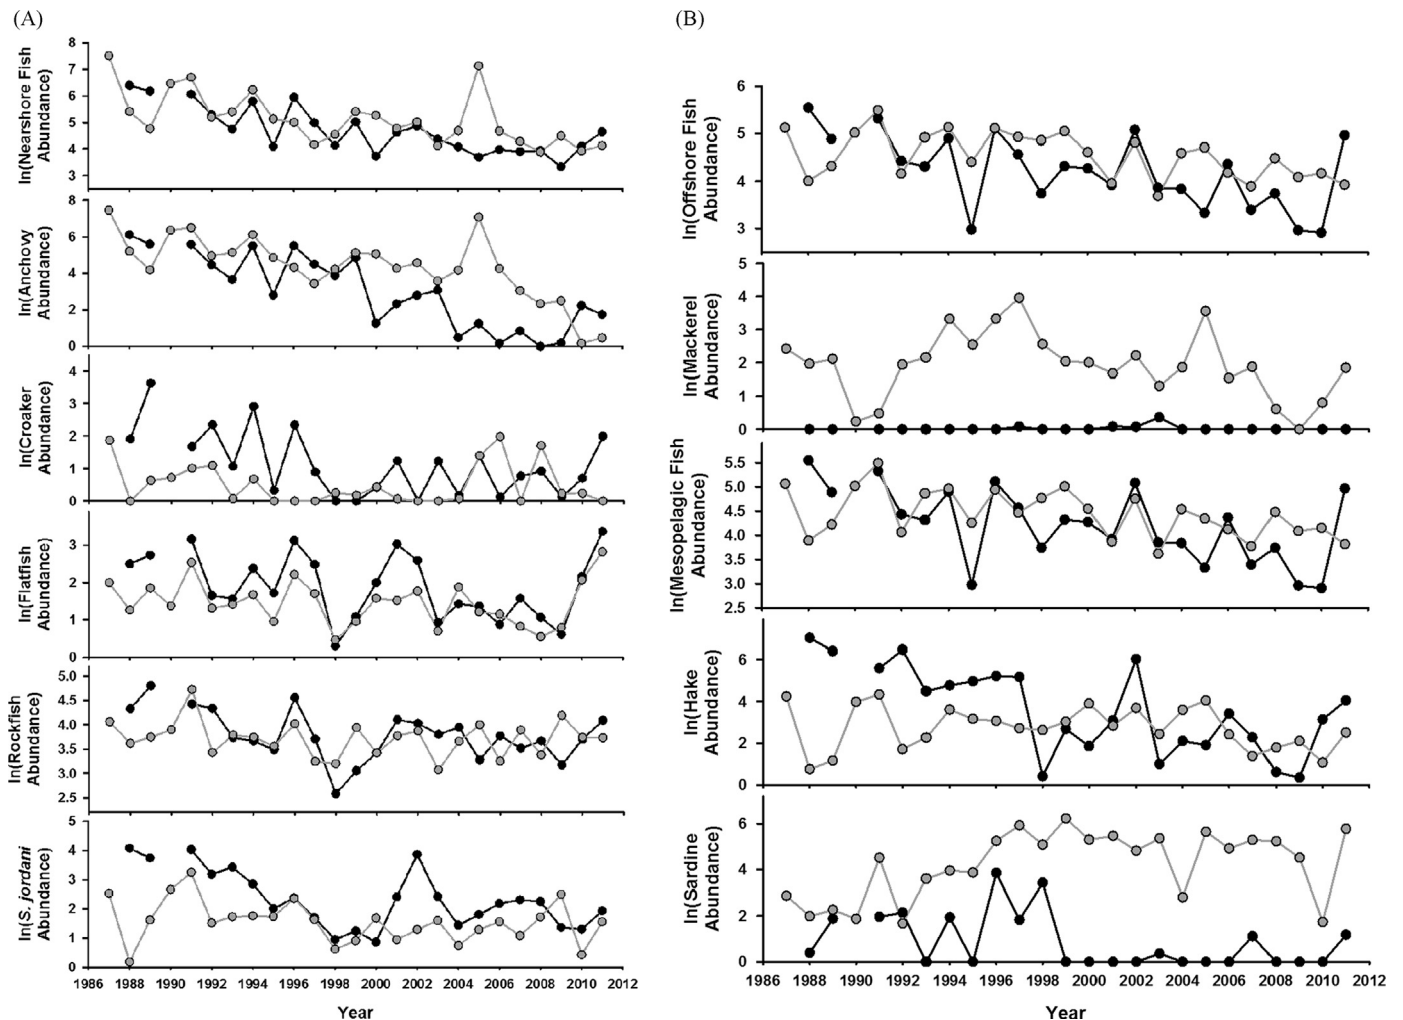 (A)
ln(Nearshore Fish
Abundance)
8
7
6
5
4
3
ln(Anchovy
Abundance)
8
6
4
2
0
ln(Croaker
Abundance)
4
3
2
1
0
ln(Flatfish
Abundance)
3
2
1
0
ln(Rockfish
Abundance)
5.0
4.5
4.0
3.5
3.0
2.5
ln(S. jordani
Abundance)
5
4
3
2
1
0
1986 1988 1990 1992 1994 1996 1998 2000 2002 2004 2006 2008 2010 2012
Year
(B)
ln(Offshore Fish
Abundance)
6
5
4
3
ln(Mackerel
Abundance)
5
4
3
2
1
0
ln(Mesopelagic Fish
Abundance)
5.5
5.0
4.5
4.0
3.5
3.0
2.5
ln(Hake
Abundance)
6
4
2
0
ln(Sardine
Abundance)
6
4
2
0
1986 1988 1990 1992 1994 1996 1998 2000 2002 2004 2006 2008 2010 2012
Year